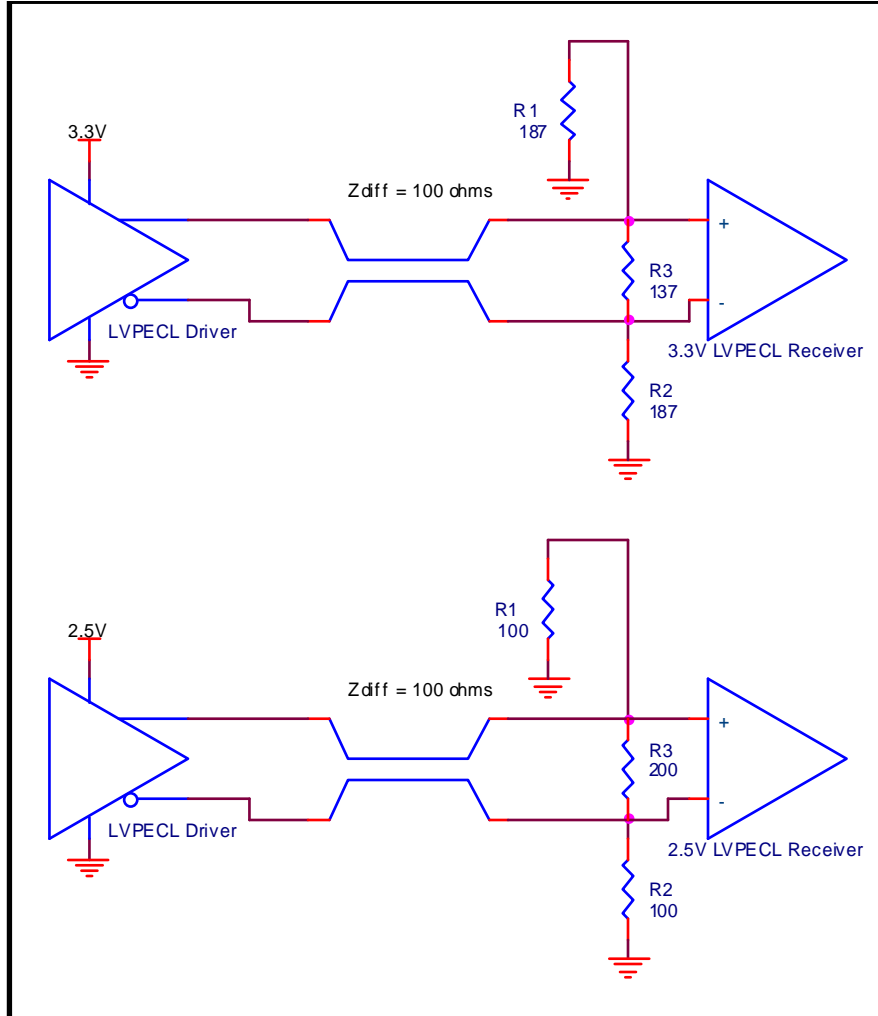 R1
187
3.3V
Zdiff = 100 ohms
+
R3
137
-
LVPECL Driver
3.3V LVPECL Receiver
R2
187
R1
100
2.5V
Zdiff = 100 ohms
+
R3
200
-
LVPECL Driver
2.5V LVPECL Receiver
R2
100